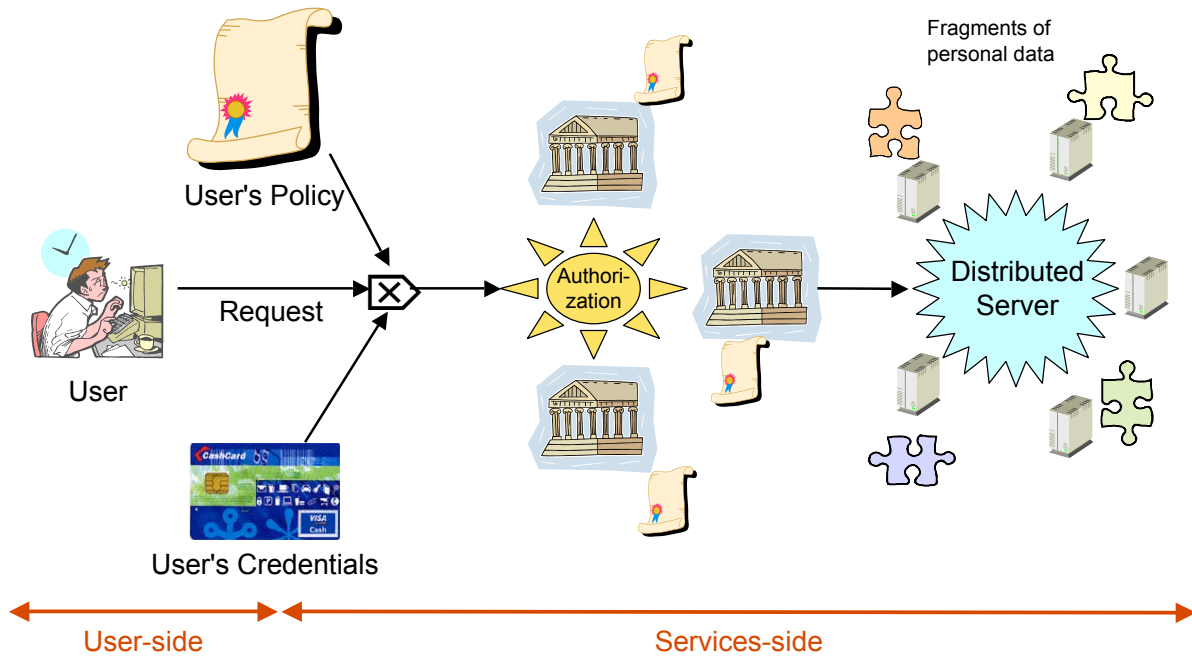 Fragments of
personal data
User's Policy
Request
User
Authori-
zation
Distributed
Server
CashCard
VISA
Cash
User's Credentials
User-side
Services-side